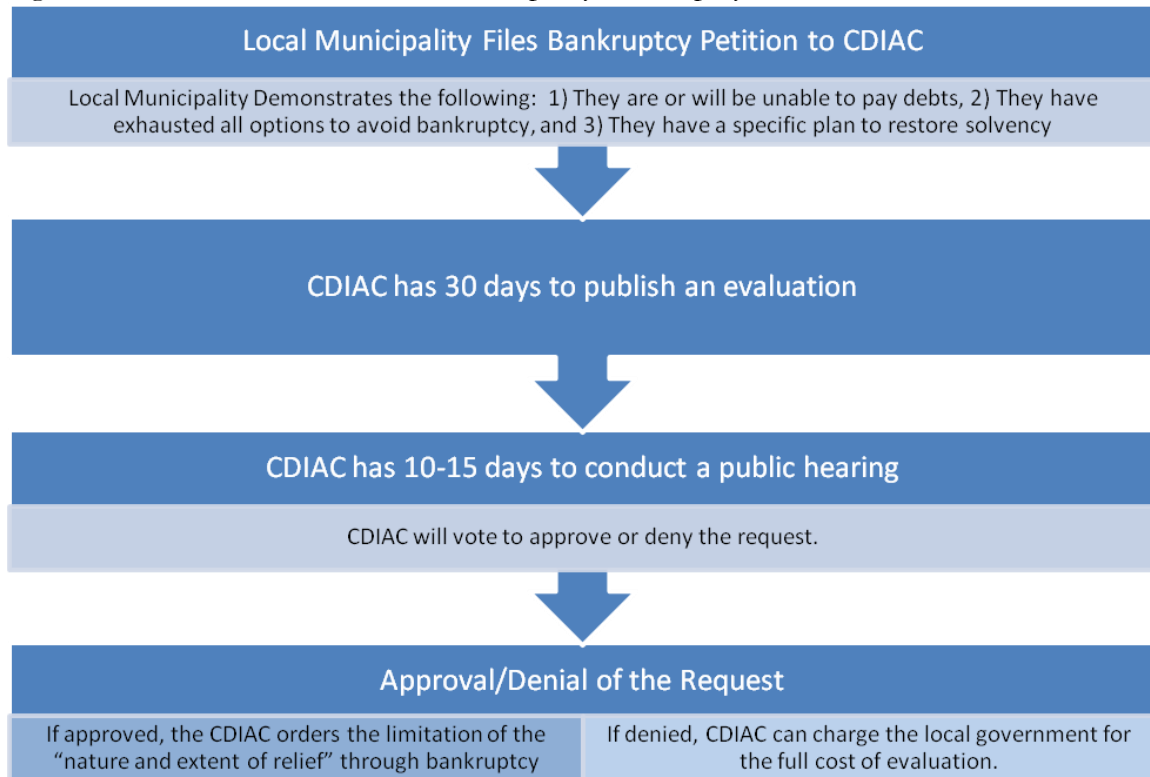 Local Municipality Files Bankruptcy Petition to CDIAC
Local Municipality Demonstrates the following:  1) They are or will be unable to pay debts, 2) They have
exhausted all options to avoid bankruptcy, and 3) They have a specific plan to restore solvency
CDIAC has 30 days to publish an evaluation
CDIAC has 10-15 days to conduct a public hearing
CDIAC will vote to approve or deny the request.
Approval/Denial of the Request
If approved, the CDIAC orders the limitation of the
“nature and extent of relief” through bankruptcy
If denied, CDIAC can charge the local government for
the full cost of evaluation.